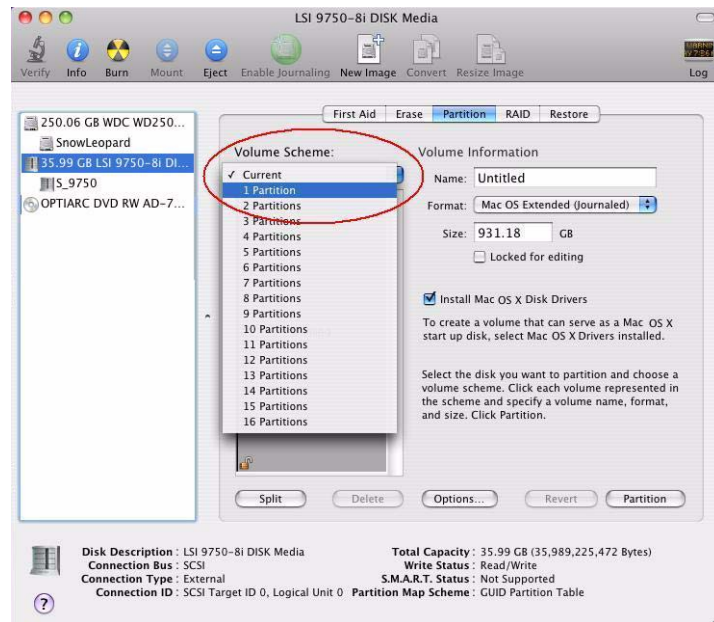 LSI 9750-8i DISK Media
Verify Info Burn Mount Eject Enable Journaling New Image Convert Resize Image Log
First Aid Erase Partition RAID Restore
250.06 GB WDC WD250...
SnowLeopard
35.99 GB LSI 9750-8i DI...
S_9750
OPTIARC DVD RW AD-7...
Volume Scheme:
✓ Current
1 Partition
2 Partitions
3 Partitions
4 Partitions
5 Partitions
6 Partitions
7 Partitions
8 Partitions
9 Partitions
10 Partitions
11 Partitions
12 Partitions
13 Partitions
14 Partitions
15 Partitions
16 Partitions
Volume Information
Name: Untitled
Format: Mac OS Extended (Journaled)
Size: 931.18 GB
Locked for editing
Install Mac OS X Disk Drivers
To create a volume that can serve as a Mac OS X
start up disk, select Mac OS X Drivers installed.
Select the disk you want to partition and choose a
volume scheme. Click each volume represented in
the scheme and specify a volume name, format,
and size. Click Partition.
Split Delete Options... Revert Partition
Disk Description : LSI 9750-8i DISK Media
Connection Bus : SCSI
Connection Type : External
Connection ID : SCSI Target ID 0, Logical Unit 0
Total Capacity : 35.99 GB (35,989,225,472 Bytes)
Write Status : Read/Write
S.M.A.R.T. Status : Not Supported
Partition Map Scheme : GUID Partition Table
?